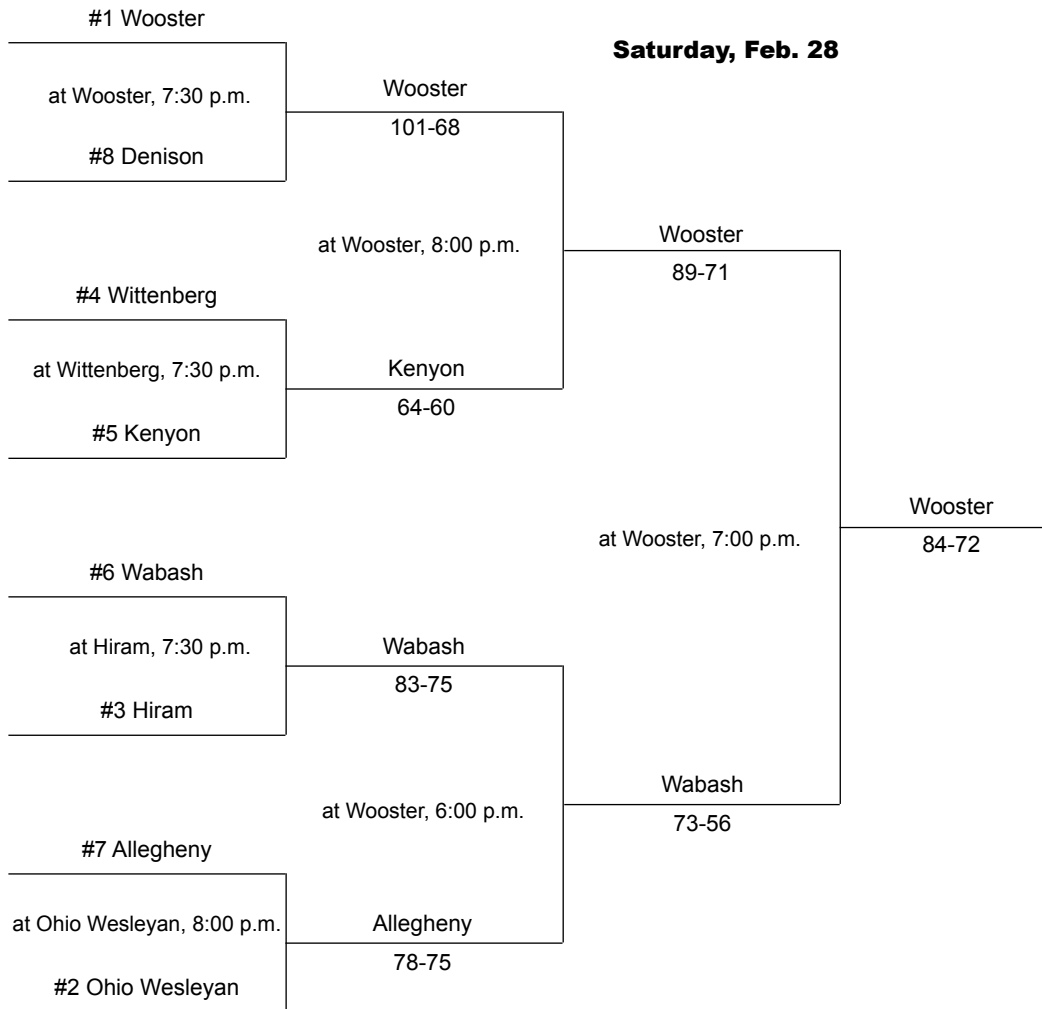 #1 Wooster
Saturday, Feb. 28
at Wooster, 7:30 p.m.
Wooster
101-68
#8 Denison
at Wooster, 8:00 p.m.
Wooster
89-71
#4 Wittenberg
at Wittenberg, 7:30 p.m.
Kenyon
64-60
#5 Kenyon
at Wooster, 7:00 p.m.
Wooster
84-72
#6 Wabash
at Hiram, 7:30 p.m.
Wabash
83-75
#3 Hiram
at Wooster, 6:00 p.m.
Wabash
73-56
#7 Allegheny
at Ohio Wesleyan, 8:00 p.m.
Allegheny
78-75
#2 Ohio Wesleyan